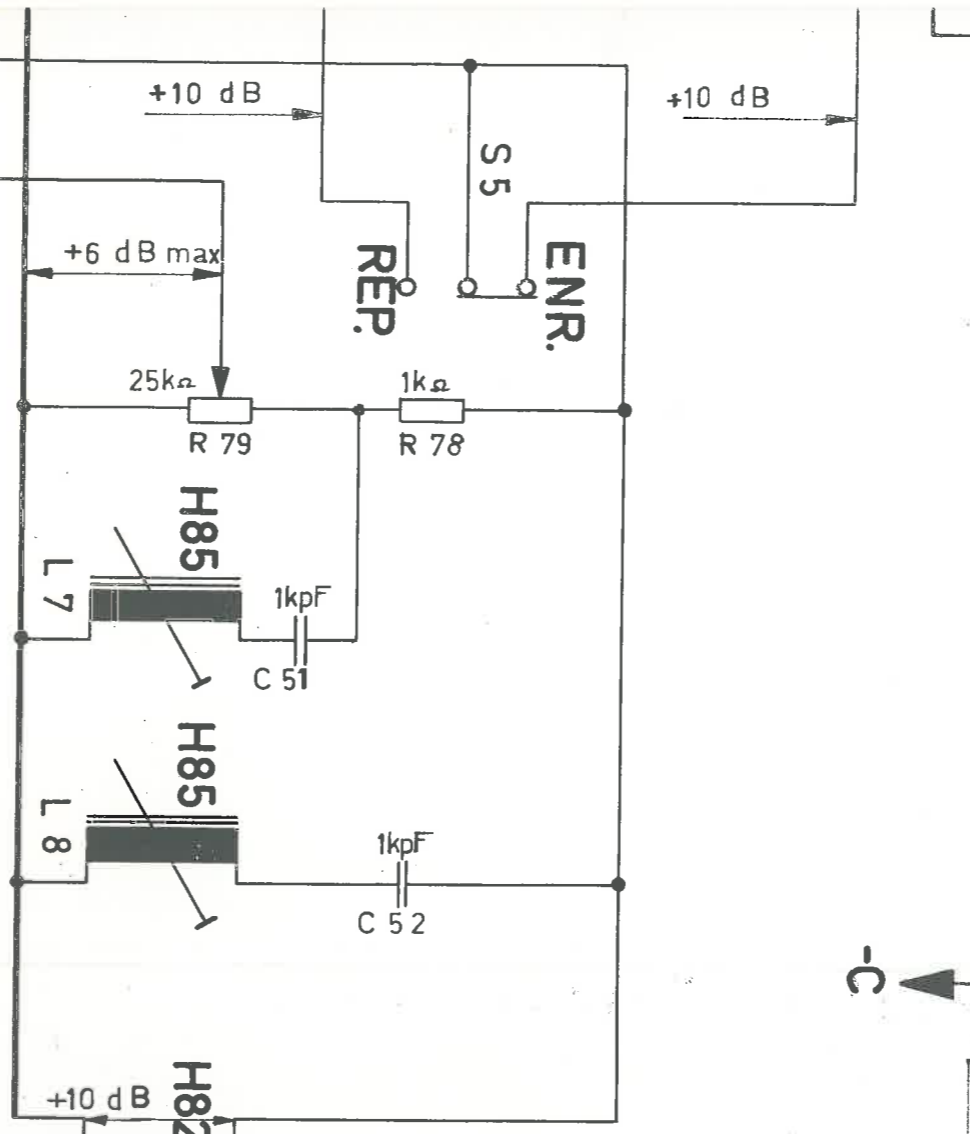 +10 dB
+10 dB
S 5
+6 dB max
REP.
ENR.
25kΩ
1kΩ
R 79
R 78
H85
L 7
1kpF
C 51
H85
L 8
1kpF
C 52
-C
+10 dB
H82